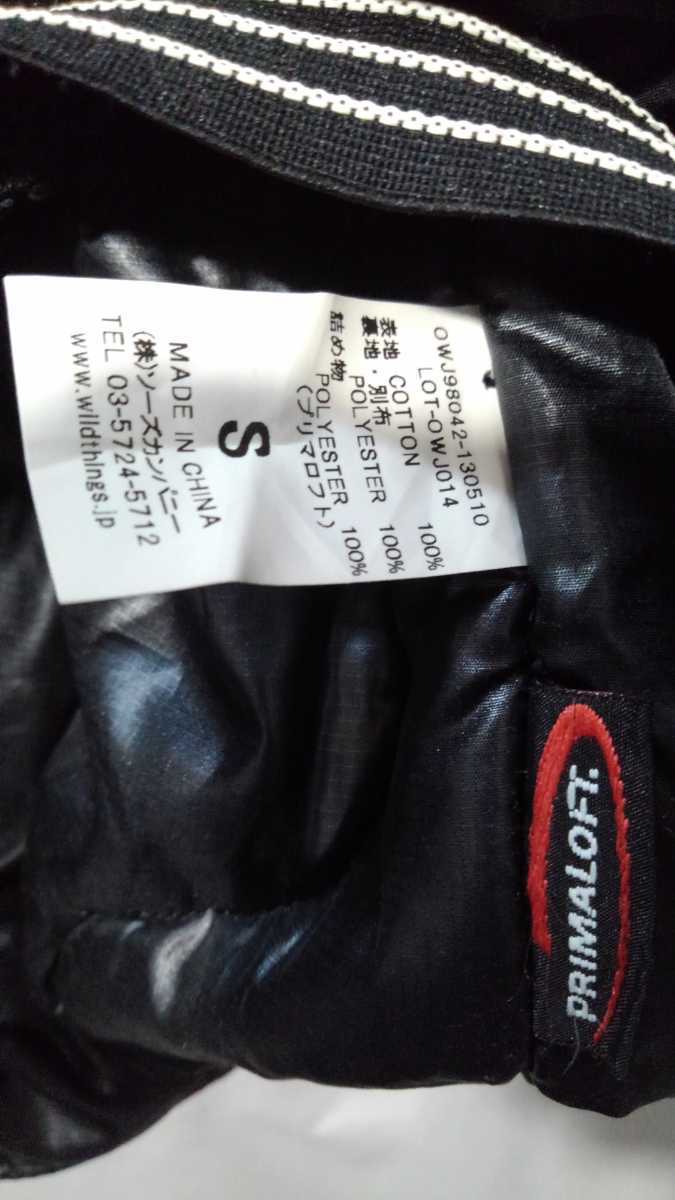 OWJ98042-130510
LOT-OWJ014
表地 COTTON 100%
裏地・別布 POLYESTER 100%
詰め物 POLYESTER 100%
(プリマロフト)
S
MADE IN CHINA
(株)ソーズカンパニー
TEL 03-5724-5712
www.wildthings.jp
PRIMALOFT